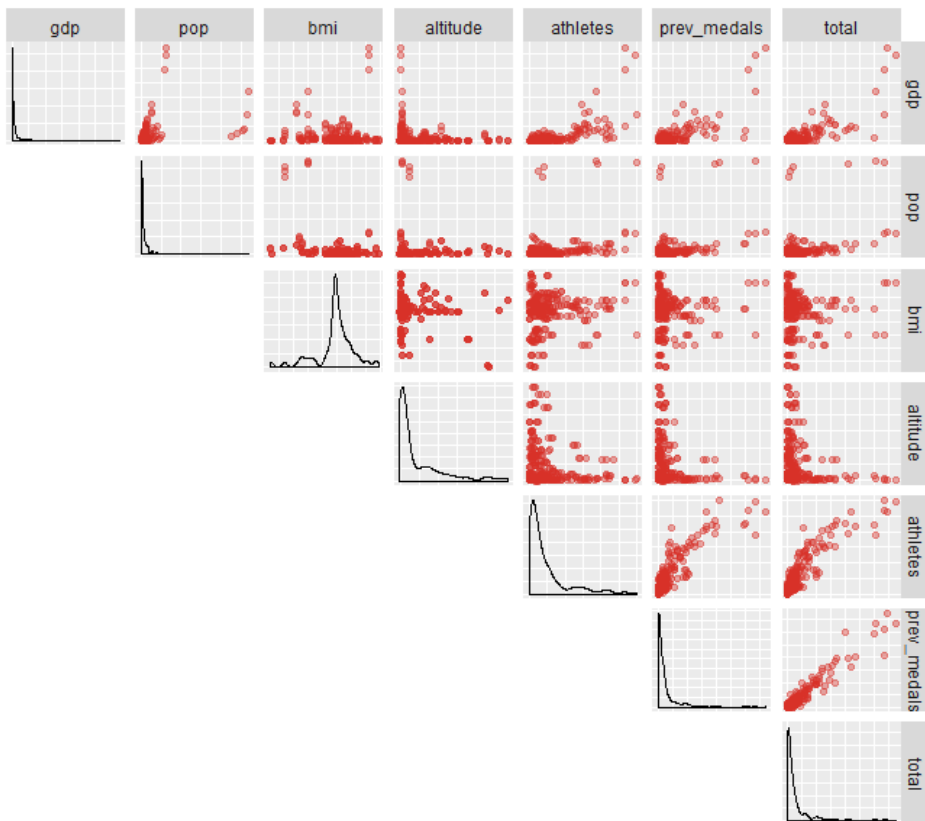 gdp pop bmi altitude athletes prev_medals total
gdp
pop
bmi
altitude
athletes
prev_medals
total